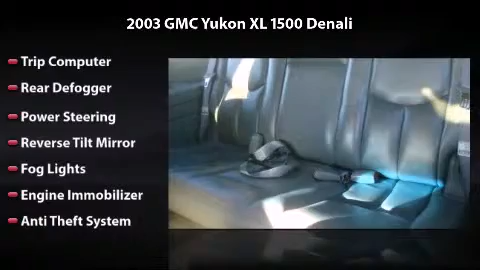 2003 GMC Yukon XL 1500 Denali
Trip Computer
Rear Defogger
Power Steering
Reverse Tilt Mirror
Fog Lights
Engine Immobilizer
Anti Theft System